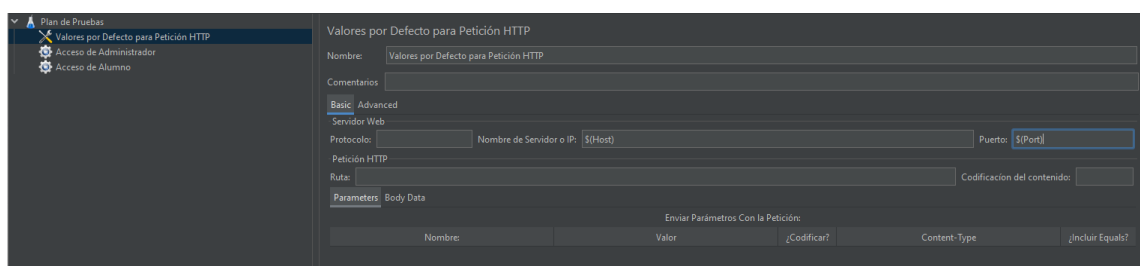 Plan de Pruebas
Valores por Defecto para Petición HTTP
Acceso de Administrador
Acceso de Alumno
Valores por Defecto para Petición HTTP
Nombre: Valores por Defecto para Petición HTTP
Comentarios
Basic Advanced
Servidor Web
Protocolo: Nombre de Servidor o IP: $(Host) Puerto: $(Port)
Petición HTTP
Ruta: Codificacíon del contenido:
Parameters Body Data
Enviar Parámetros Con la Petición:
Nombre: Valor ¿Codificar? Content-Type ¿Incluir Equals?